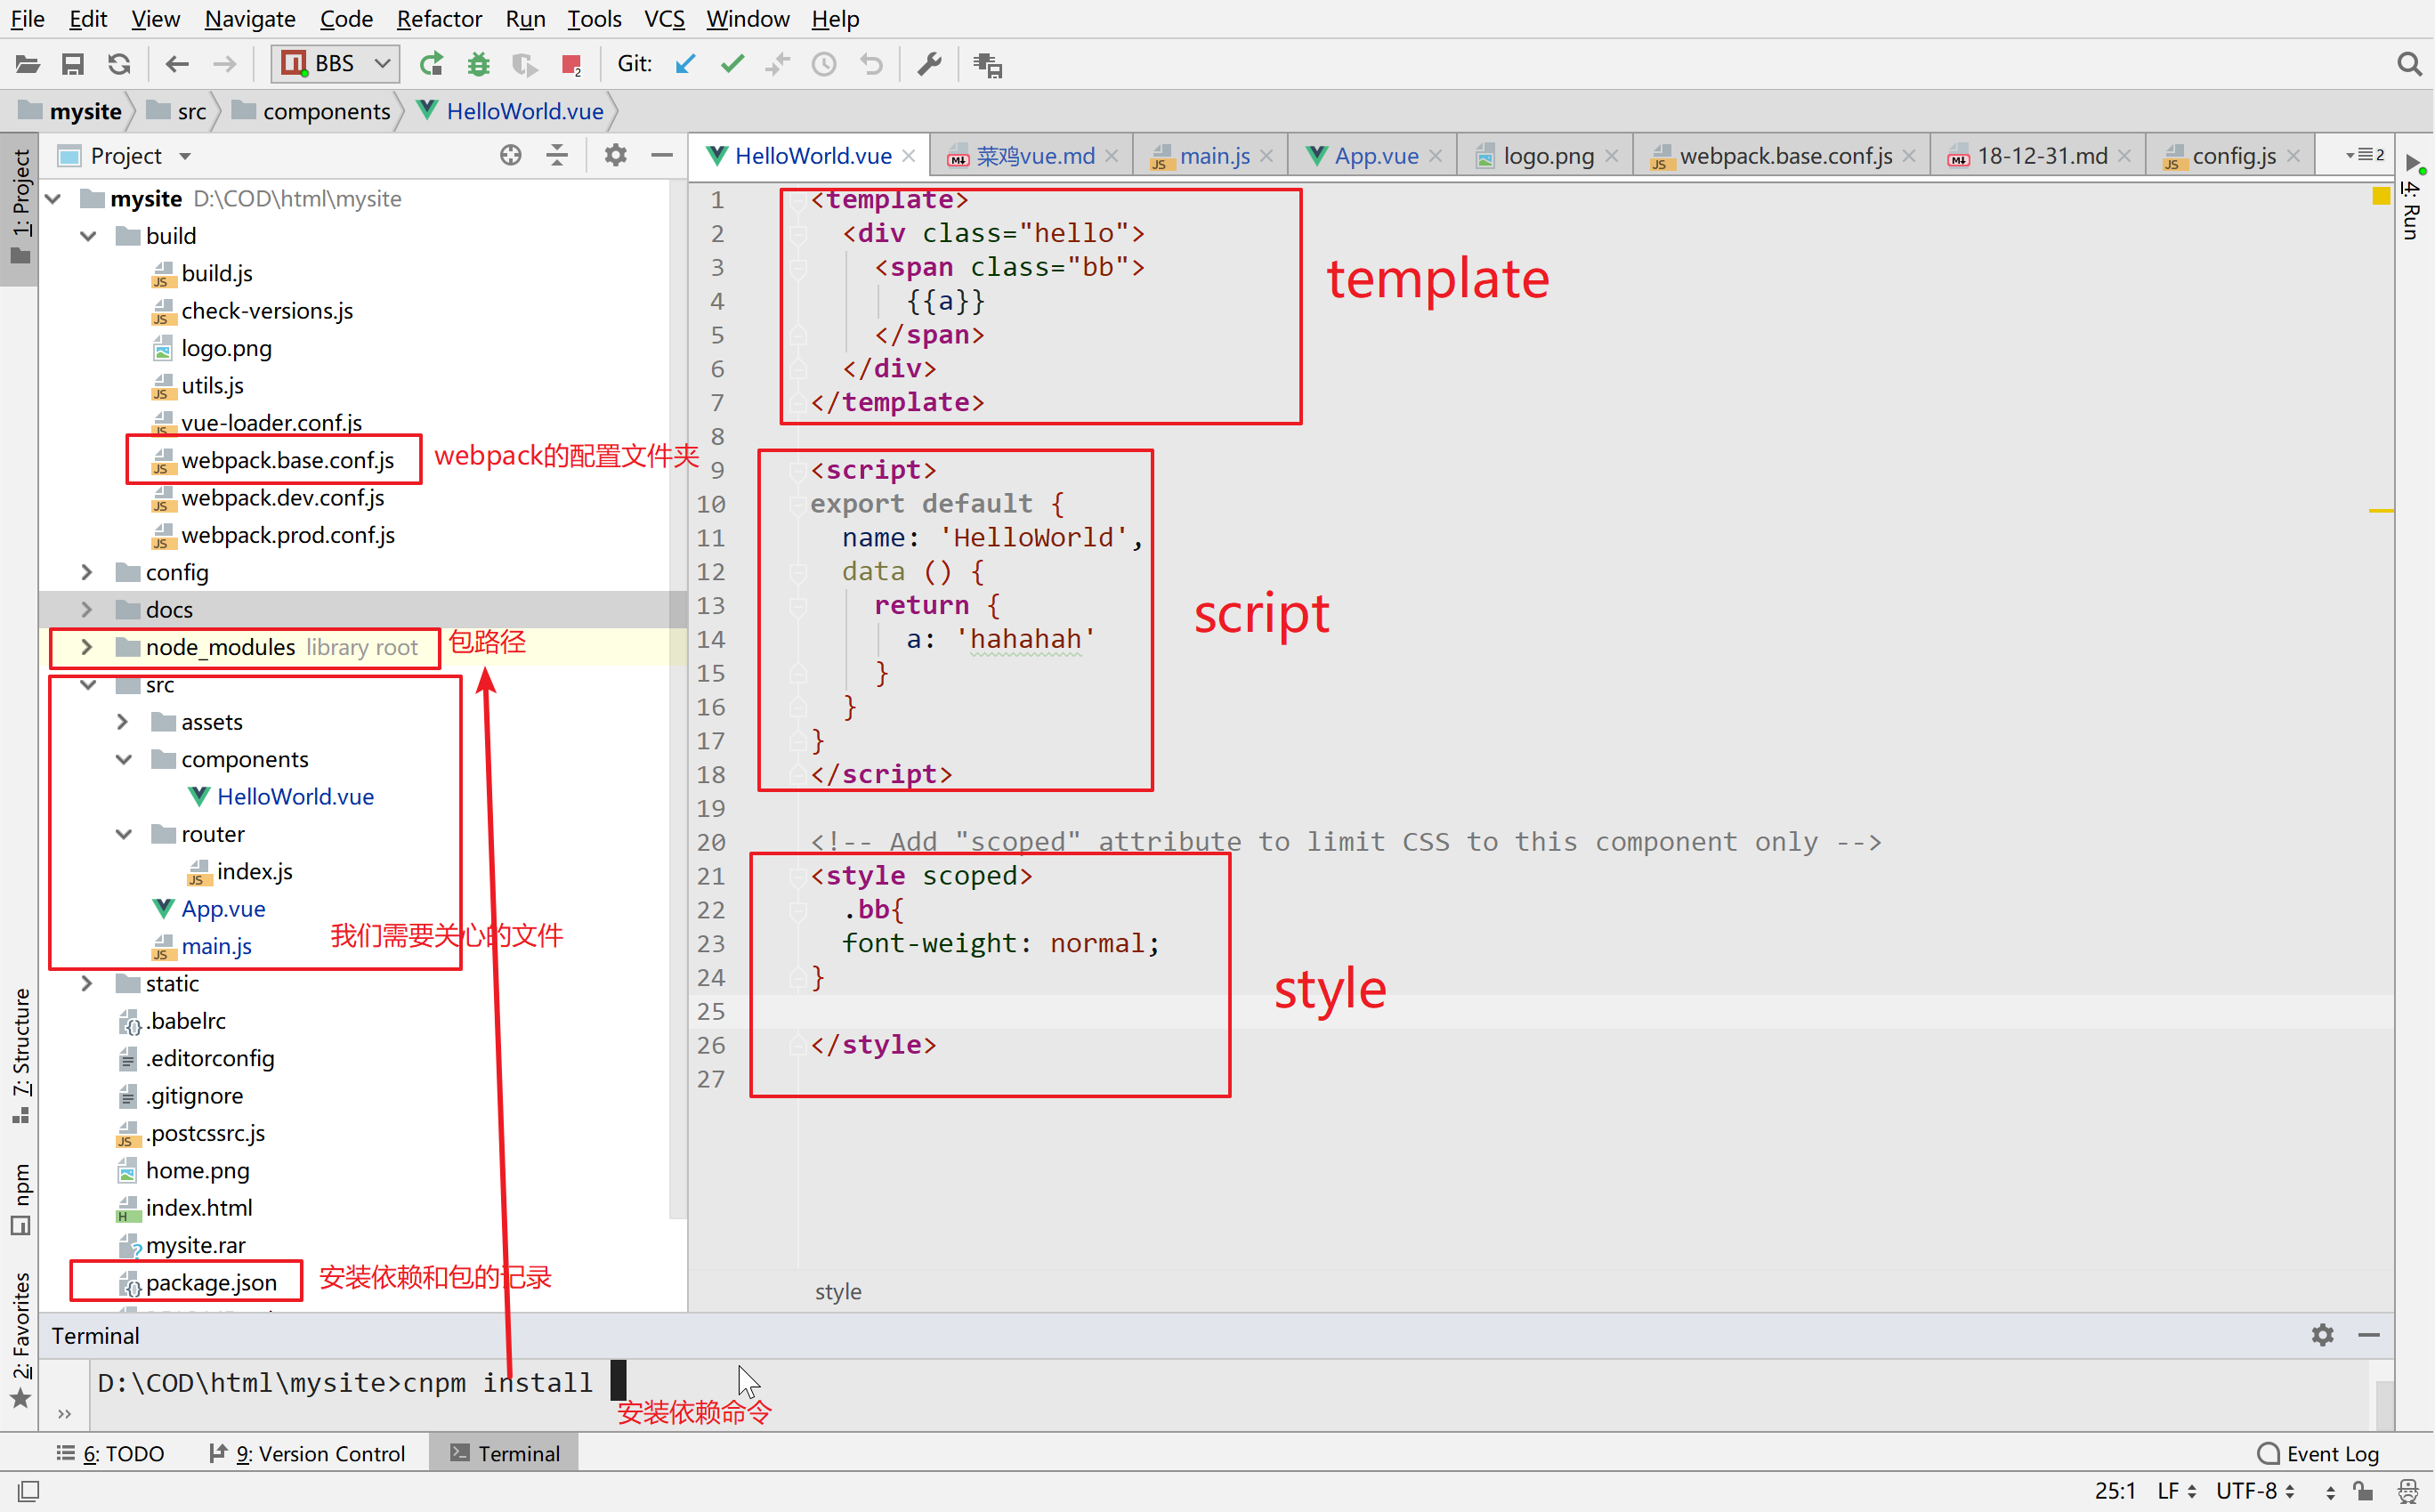 File Edit View Navigate Code Refactor Run Tools VCS Window Help
BBS Git:
mysite src components HelloWorld.vue
1: Project
Project
HelloWorld.vue 菜鸡vue.md main.js App.vue logo.png webpack.base.conf.js 18-12-31.md config.js 2
4: Run
mysite D:\COD\html\mysite
build
build.js
check-versions.js
logo.png
utils.js
vue-loader.conf.js
webpack.base.conf.js webpack的配置文件夹
webpack.dev.conf.js
webpack.prod.conf.js
config
docs
node_modules library root 包路径
src
assets
components
HelloWorld.vue
router
index.js
App.vue
main.js 我们需要关心的文件
static
.babelrc
.editorconfig
.gitignore
.postcssrc.js
home.png
index.html
mysite.rar
package.json 安装依赖和包的记录
7: Structure
npm
2: Favorites
1 <template>
2 <div class="hello">
3 <span class="bb">
4 {{a}}
5 </span>
6 </div>
7 </template>
8
9 <script>
10 export default {
11 name: 'HelloWorld',
12 data () {
13 return {
14 a: 'hahahah'
15 }
16 }
17 }
18 </script>
19
20 <!-- Add "scoped" attribute to limit CSS to this component only -->
21 <style scoped>
22 .bb{
23 font-weight: normal;
24 }
25
26 </style>
27
template
script
style
style
Terminal
D:\COD\html\mysite>cnpm install
安装依赖命令
6: TODO 9: Version Control Terminal Event Log
25:1 LF UTF-8